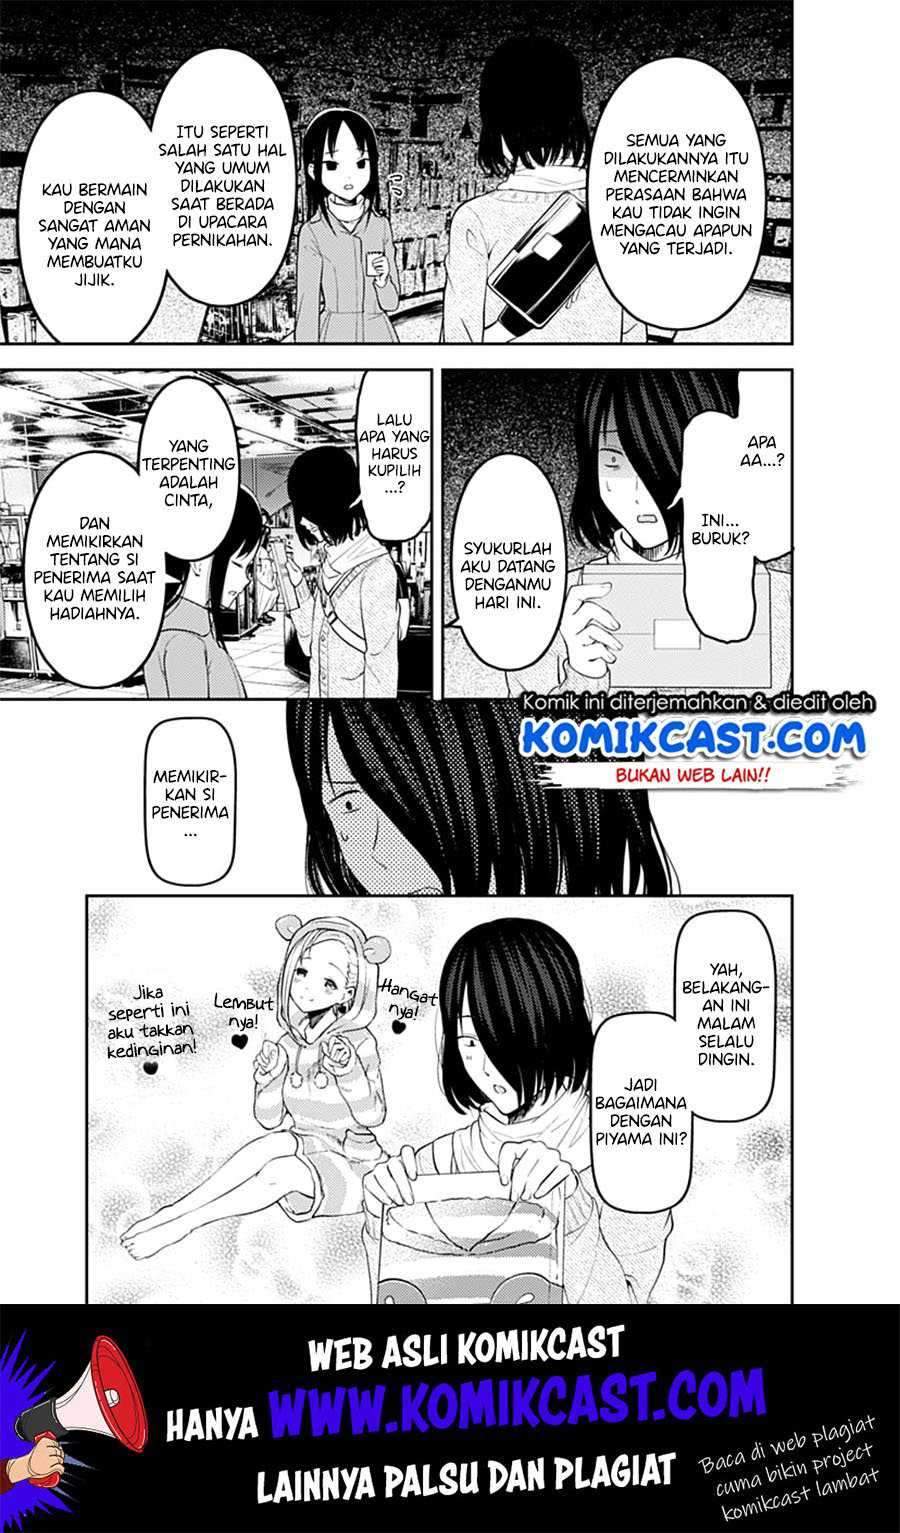 SEMUA YANG
DILAKUKANNYA ITU
MENCERMINKAN
PERASAAN BAHWA
KAU TIDAK INGIN
MENGACAU APAPUN
YANG TERJADI.
ITU SEPERTI
SALAH SATU HAL
YANG UMUM
DILAKUKAN
SAAT BERADA
DI UPACARA
PERNIKAHAN.
KAU BERMAIN
DENGAN
SANGAT AMAN
YANG MANA
MEMBUATKU
JIJIK.
APA
AA...?
INI...
BURUK?
SYUKURLAH
AKU DATANG
DENGANMU
HARI INI.
LALU
APA YANG
HARUS
KUPILIH
...?
YANG
TERPENTING
ADALAH
CINTA,
DAN
MEMIKIRKAN
TENTANG SI
PENERIMA SAAT
KAU MEMILIH
HADIAHNYA.
Komik ini diterjemahkan & diedit oleh
KOMIKCAST.COM
BUKAN WEB LAIN!!
MEMIKIR-
KAN SI
PENERIMA
...
YAH,
BELAKANG-
AN INI
MALAM
SELALU
DINGIN.
JADI
BAGAIMANA
DENGAN
PIYAMA INI?
Hangat
nya!
Lembut
nya!
Jika
seperti ini
aku takkan
kedinginan!
WEB ASLI KOMIKCAST
HANYA WWW.KOMIKCAST.COM
LAINNYA PALSU DAN PLAGIAT
Baca di web plagiat
cuma bikin project
komikcast lambat